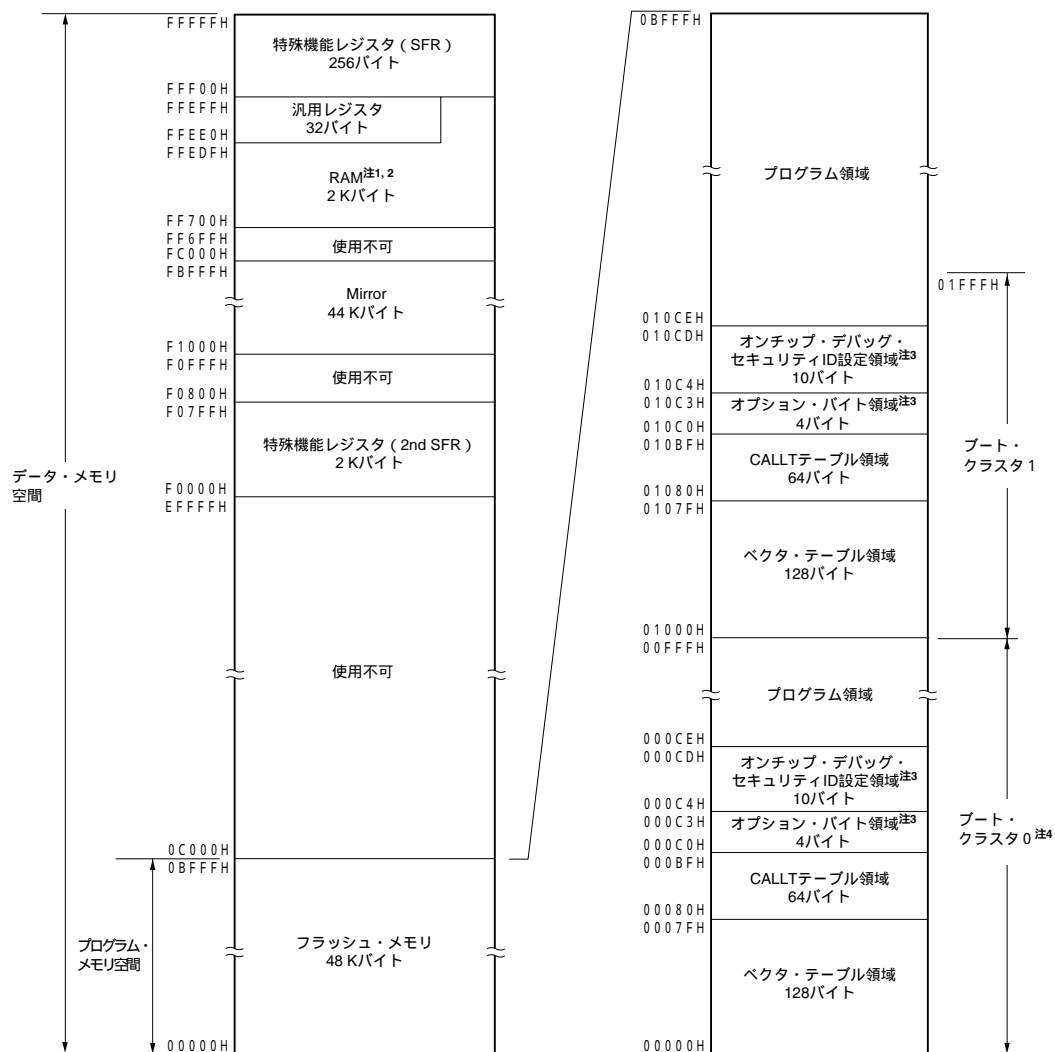 FFFFFH
特殊機能レジスタ（SFR）
256バイト
FFF00H
FFEFFH
汎用レジスタ
32バイト
FFEE0H
FFEDFH
RAM注1, 2
2 Kバイト
FF700H
FF6FFH
使用不可
FC000H
FBFFFH
Mirror
44 Kバイト
F1000H
F0FFFH
使用不可
F0800H
F07FFH
特殊機能レジスタ（2nd SFR）
2 Kバイト
データ・メモリ
空間
F0000H
EFFFFH
使用不可
0C000H
0BFFFH
プログラム・
メモリ空間
フラッシュ・メモリ
48 Kバイト
00000H
0BFFFH
プログラム領域
01FFFH
010CEH
010CDH
オンチップ・デバッグ・
セキュリティID設定領域注3
10バイト
010C4H
010C3H
オプション・バイト領域注3
4バイト
010C0H
010BFH
CALLTテーブル領域
64バイト
ブート・
クラスタ1
01080H
0107FH
ベクタ・テーブル領域
128バイト
01000H
00FFFH
プログラム領域
000CEH
000CDH
オンチップ・デバッグ・
セキュリティID設定領域注3
10バイト
000C4H
000C3H
オプション・バイト領域注3
4バイト
ブート・
クラスタ0注4
000C0H
000BFH
CALLTテーブル領域
64バイト
00080H
0007FH
ベクタ・テーブル領域
128バイト
00000H